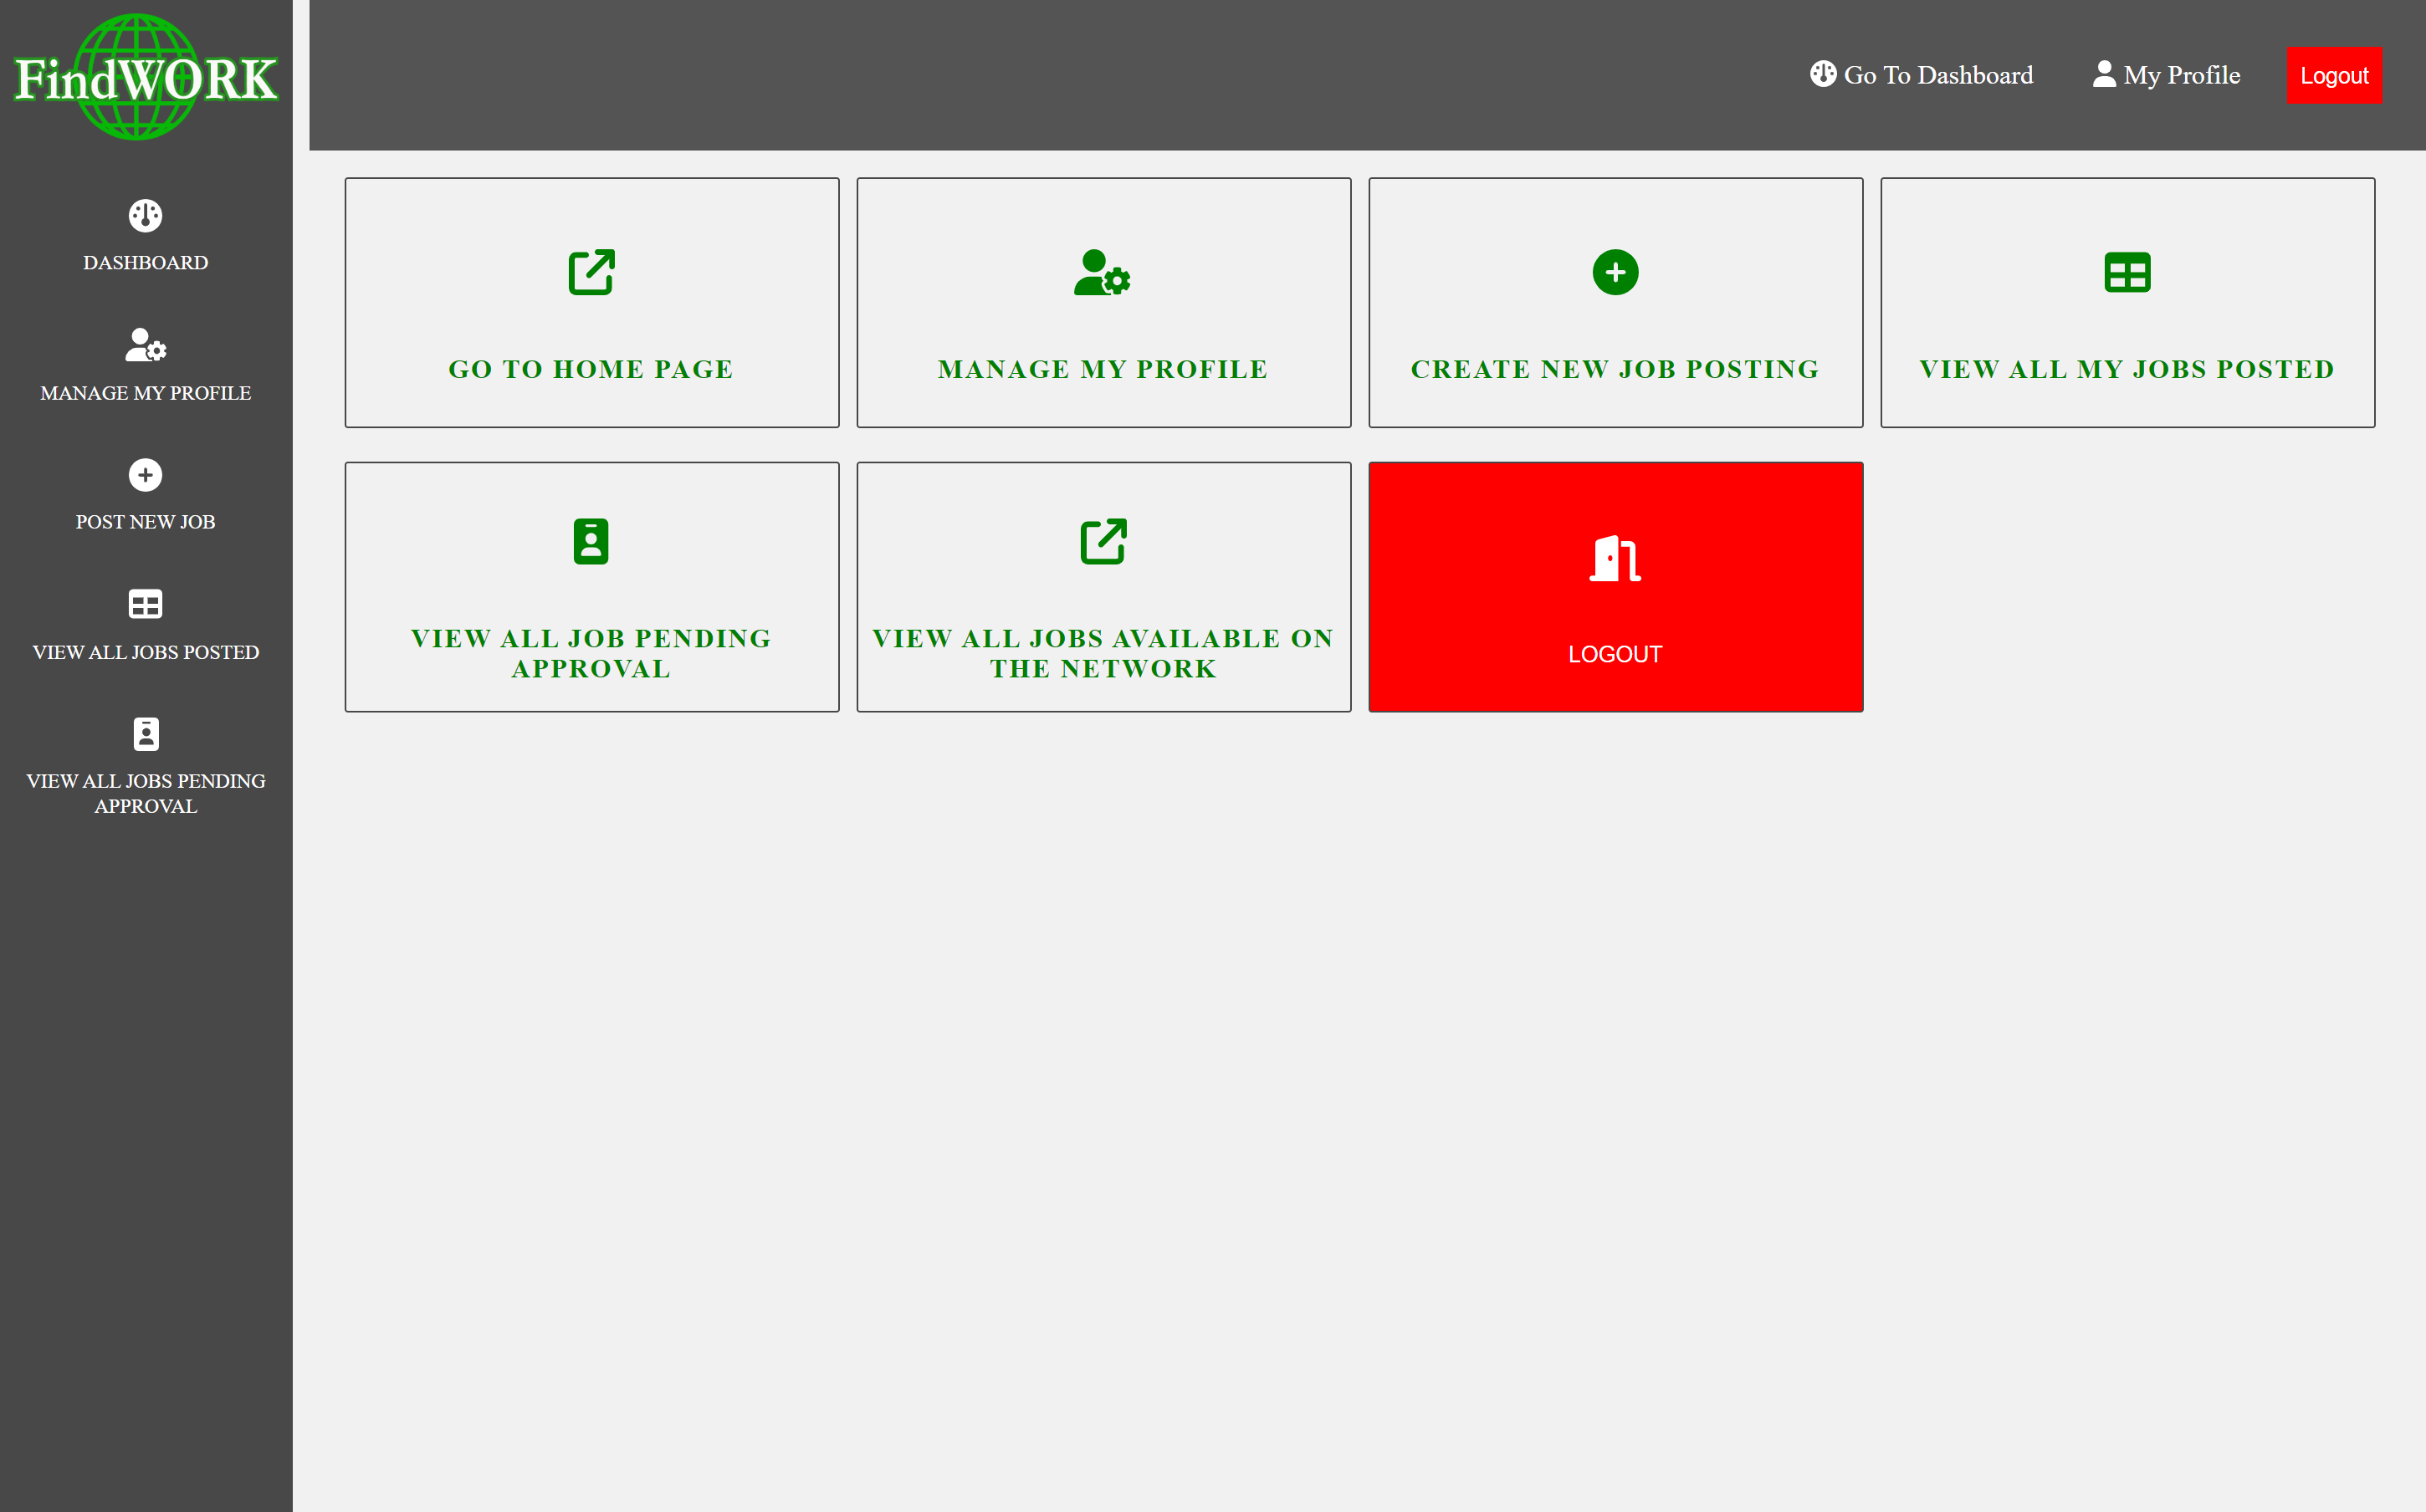 FindWORK
Go To Dashboard
My Profile
Logout
DASHBOARD
MANAGE MY PROFILE
POST NEW JOB
VIEW ALL JOBS POSTED
VIEW ALL JOBS PENDING
APPROVAL
GO TO HOME PAGE
MANAGE MY PROFILE
CREATE NEW JOB POSTING
VIEW ALL MY JOBS POSTED
VIEW ALL JOB PENDING
APPROVAL
VIEW ALL JOBS AVAILABLE ON
THE NETWORK
LOGOUT